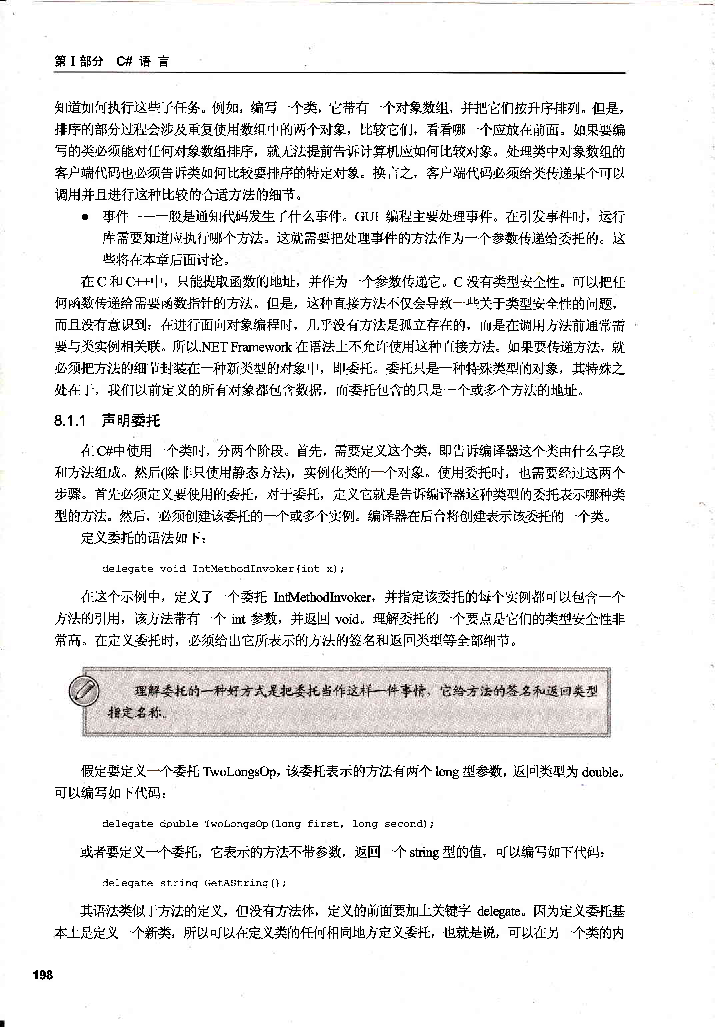 第 I 部分 C# 语 言
知道如何执行这些子任务。例如，编写一个类，它带有一个对象数组，并把它们按升序排列。但是，
排序的部分过程会涉及重复使用数组中的两个对象，比较它们，看看哪一个应放在前面。如果要编
写的类必须能对任何对象数组排序，就无法提前告诉计算机应如何比较对象。处理类中对象数组的
客户端代码也必须告诉类如何比较要排序的特定对象。换言之，客户端代码必须给类传递某个可以
调用并且进行这种比较的合适方法的细节。
● 事件 ——一般是通知代码发生了什么事件。GUI 编程主要处理事件。在引发事件时，运行
库需要知道应执行哪个方法。这就需要把处理事件的方法作为一个参数传递给委托的。这
些将在本章后面讨论。
在 C 和 C++中，只能提取函数的地址，并作为一个参数传递它。C 没有类型安全性。可以把任
何函数传递给需要函数指针的方法。但是，这种直接方法不仅会导致一些关于类型安全性的问题，
而且没有意识到：在进行面向对象编程时，几乎没有方法是孤立存在的，而是在调用方法前通常需
要与类实例相关联。所以.NET Framework 在语法上不允许使用这种直接方法。如果要传递方法，就
必须把方法的细节封装在一种新类型的对象中，即委托。委托只是一种特殊类型的对象，其特殊之
处在于，我们以前定义的所有对象都包含数据，而委托包含的只是一个或多个方法的地址。
8.1.1 声明委托
在 C#中使用一个类时，分两个阶段。首先，需要定义这个类，即告诉编译器这个类由什么字段
和方法组成。然后(除非只使用静态方法)，实例化类的一个对象。使用委托时，也需要经过这两个
步骤。首先必须定义要使用的委托，对于委托，定义它就是告诉编译器这种类型的委托表示哪种类
型的方法。然后，必须创建该委托的一个或多个实例。编译器在后台将创建表示该委托的一个类。
定义委托的语法如下：
delegate void IntMethodInvoker(int x);
在这个示例中，定义了一个委托 IntMethodInvoker，并指定该委托的每个实例都可以包含一个
方法的引用，该方法带有一个 int 参数，并返回 void。理解委托的一个要点是它们的类型安全性非
常高。在定义委托时，必须给出它所表示的方法的签名和返回类型等全部细节。
理解委托的一种好方式是把委托当作这样一件事情，它给方法的签名和返回类型
指定名称。
假定要定义一个委托 TwoLongsOp，该委托表示的方法有两个 long 型参数，返回类型为 double。
可以编写如下代码：
delegate double TwoLongsOp(long first, long second);
或者要定义一个委托，它表示的方法不带参数，返回一个 string 型的值，可以编写如下代码：
delegate string GetAString();
其语法类似于方法的定义，但没有方法体，定义的前面要加上关键字 delegate。因为定义委托基
本上是定义一个新类，所以可以在定义类的任何相同地方定义委托，也就是说，可以在另一个类的内
198